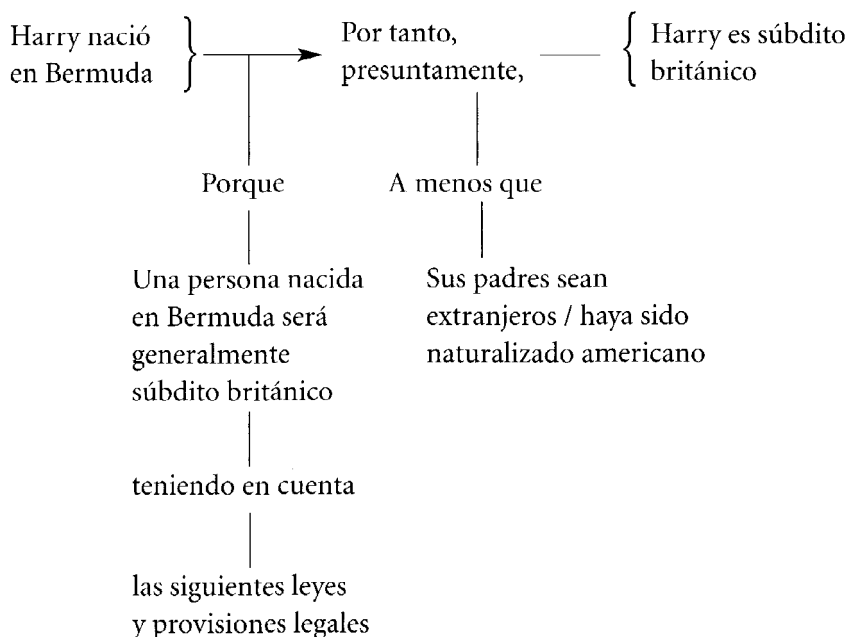 Harry nació
en Bermuda
Por tanto,
presuntamente,
Harry es súbdito
británico
Porque
A menos que
Una persona nacida
en Bermuda será
generalmente
súbdito británico
Sus padres sean
extranjeros / haya sido
naturalizado americano
teniendo en cuenta
las siguientes leyes
y provisiones legales